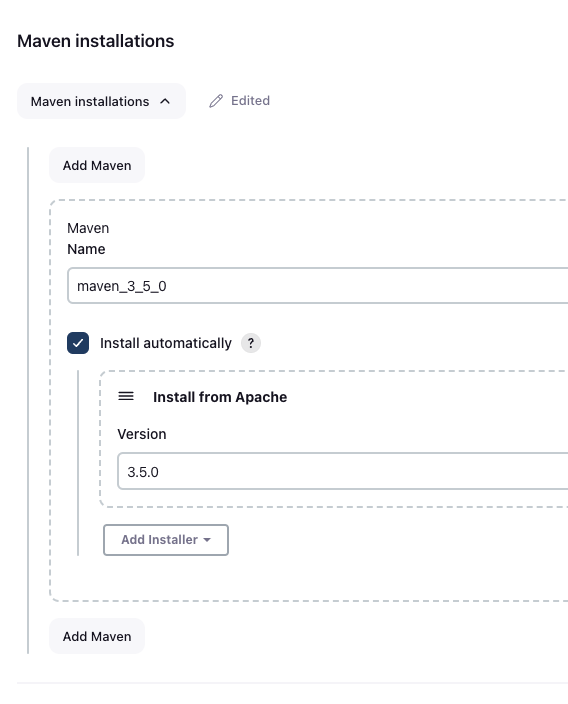 Maven installations
Maven installations Edited
Add Maven
Maven
Name
maven_3_5_0
Install automatically ?
Install from Apache
Version
3.5.0
Add Installer
Add Maven